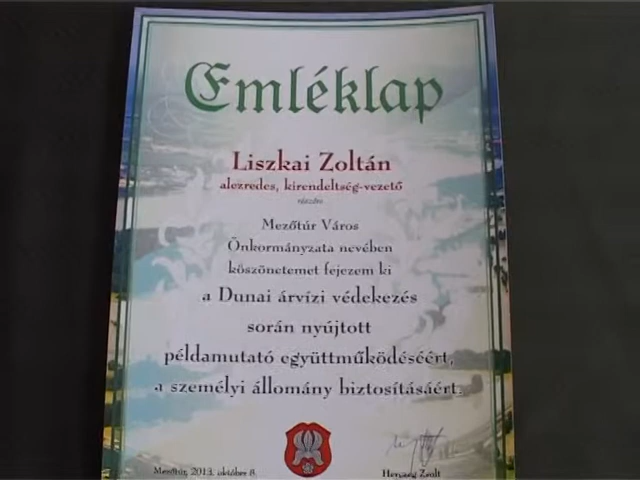 Emléklap
Liszkai Zoltán
alezredes, kirendeltség-vezető
részére
Mezőtúr Város
Önkormányzata nevében
köszönetemet fejezem ki
a Dunai árvízi védekezés
során nyújtott
példamutató együttműködéséért,
a személyi állomány biztosításáért.
Mezőtúr, 2013. október 8.
Herczeg Zsolt